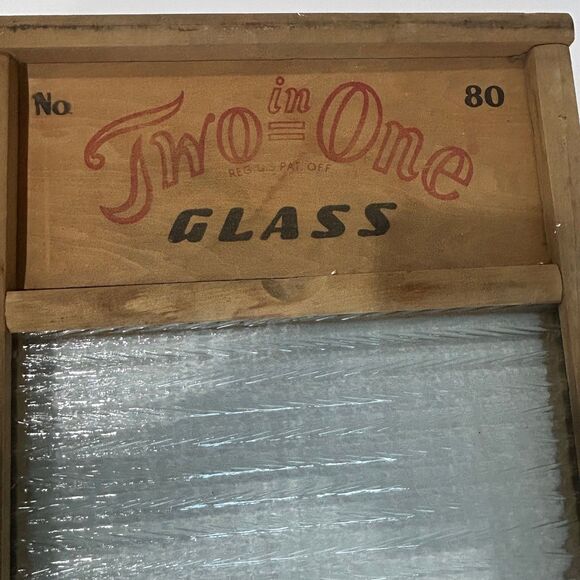 No. 80
Two in One
REG. U.S. PAT. OFF.
GLASS